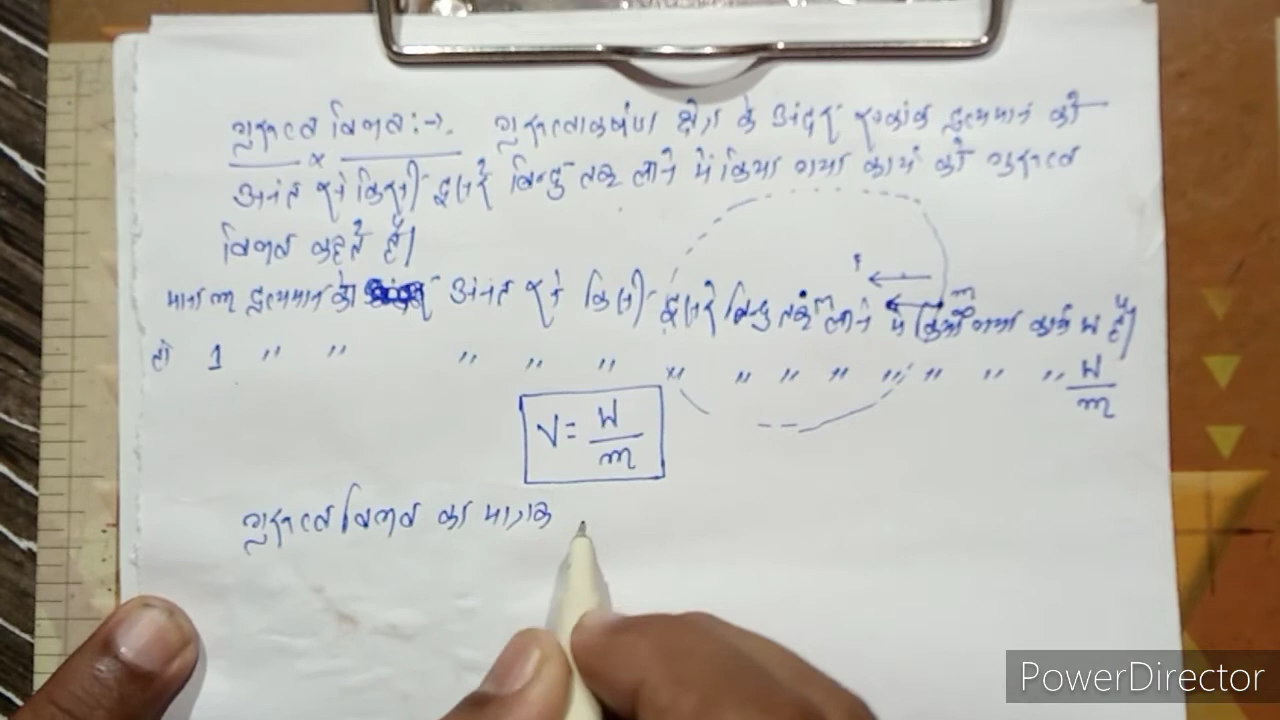 गुरुत्व विभव :→ गुरुत्वाकर्षण क्षेत्र के अंदर एकांक द्रव्यमान को
अनंत से किसी दूसरे बिन्दु तक लाने में किया गया कार्य को गुरुत्व
विभव कहते हैं।
F
m
माना m द्रव्यमान को अनंत से किसी दूसरे बिन्दु तक लाने में किया गया कार्य W है।
तो 1 " " " " " " " " " " " " " W/m
V = W/m
गुरुत्व विभव का मात्रक
PowerDirector